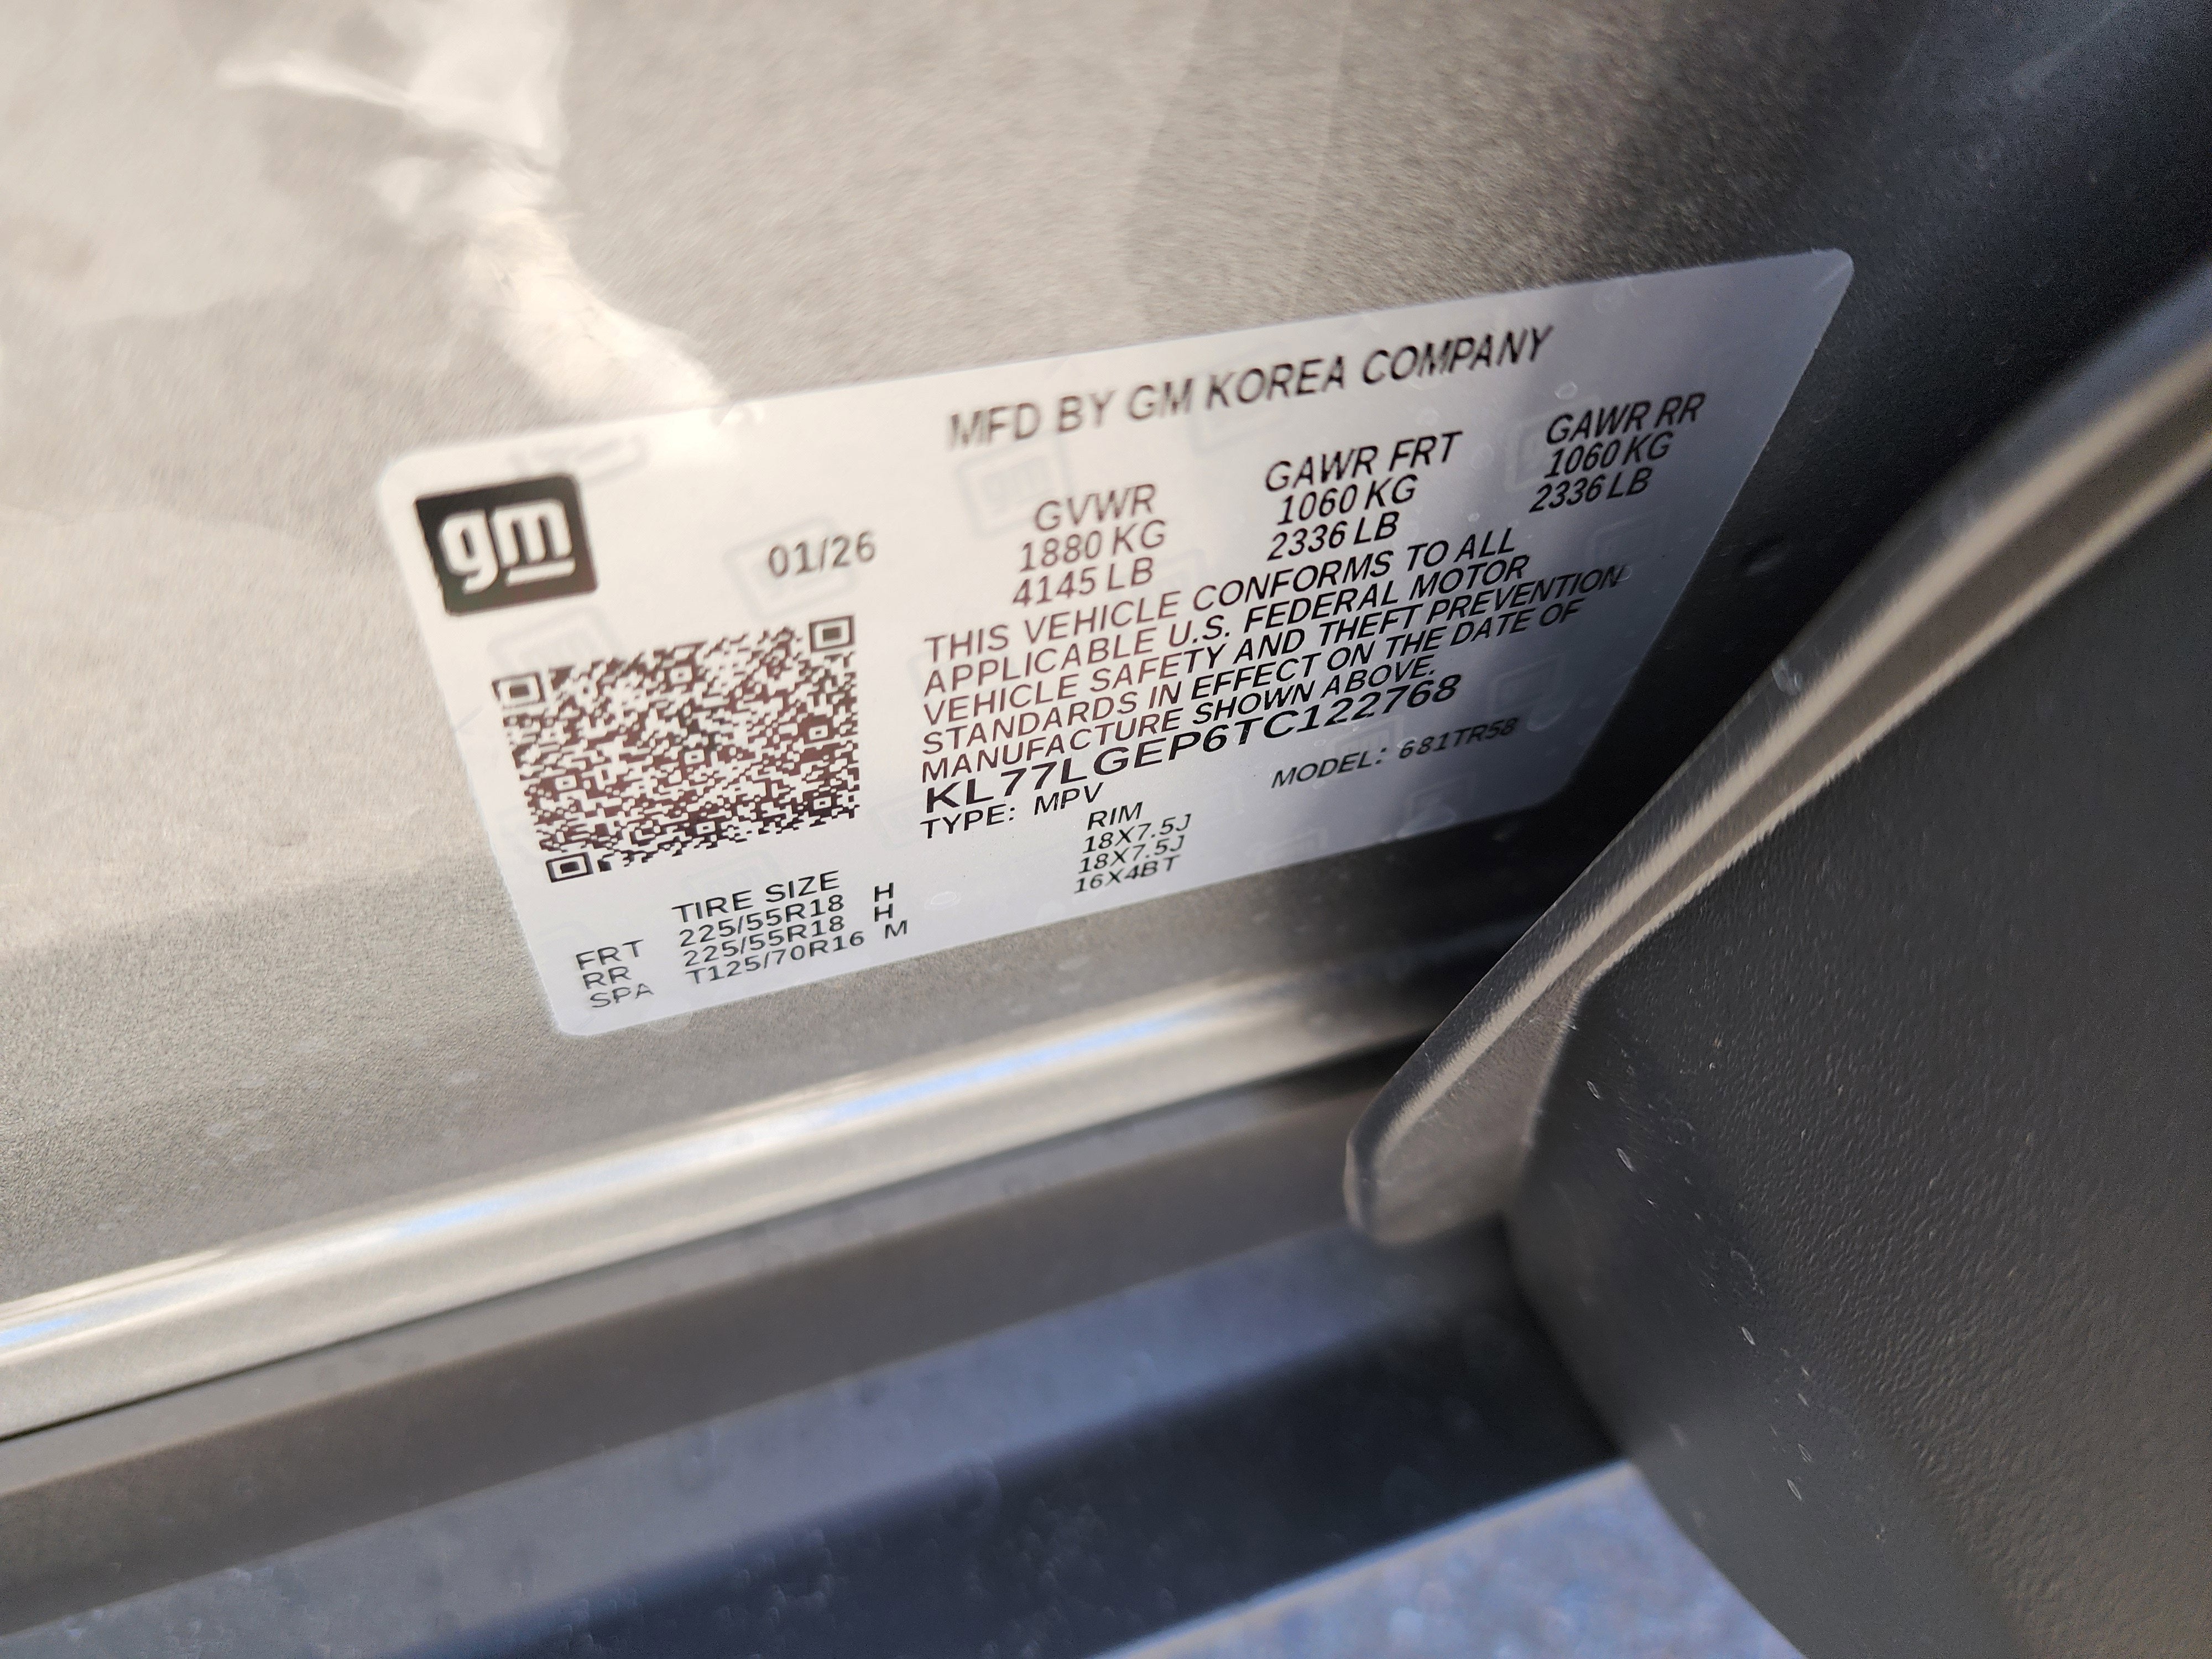 MFD BY GM KOREA COMPANY
gm
01/26
GVWR GAWR FRT GAWR RR
1880 KG 1060 KG 1060 KG
4145 LB 2336 LB 2336 LB
THIS VEHICLE CONFORMS TO ALL
APPLICABLE U.S. FEDERAL MOTOR
VEHICLE SAFETY AND THEFT PREVENTION
STANDARDS IN EFFECT ON THE DATE OF
MANUFACTURE SHOWN ABOVE.
KL77LGEP6TC122768
TYPE: MPV MODEL: 681TR58
TIRE SIZE RIM
FRT 225/55R18 H 18X7.5J
RR 225/55R18 H 18X7.5J
SPA T125/70R16 M 16X4BT